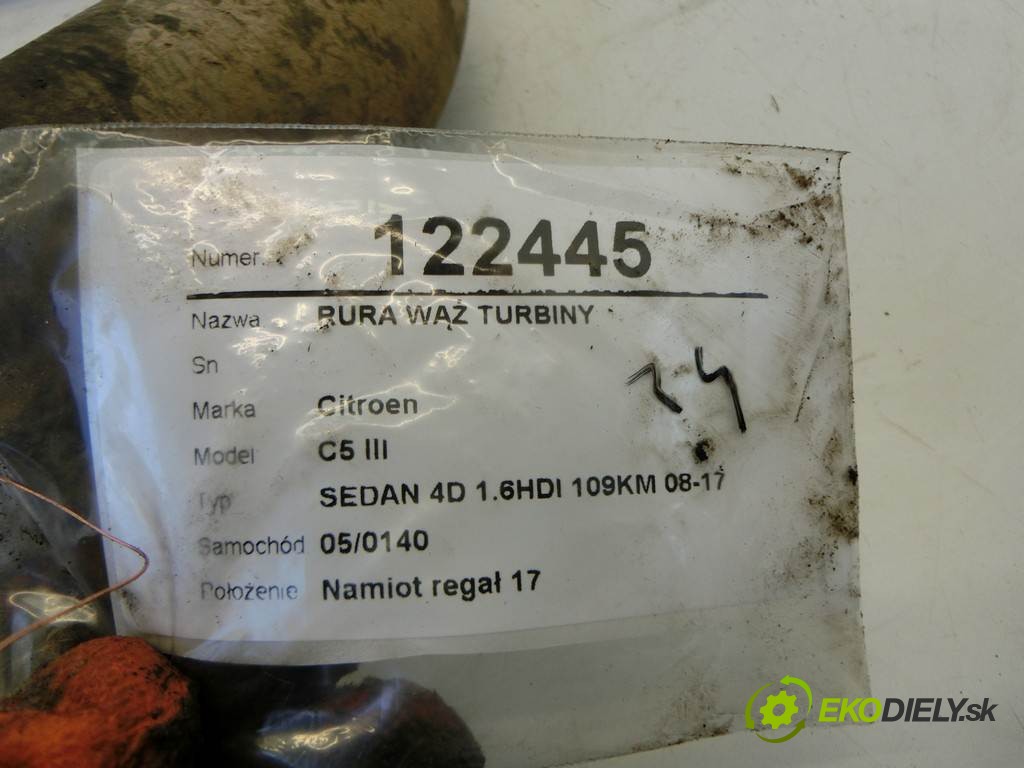 Numer. 122445
Nazwa RURA WĄŻ TURBINY
Sn
Marka Citroen
Model C5 III
Typ SEDAN 4D 1.6HDI 109KM 08-17
Samochód 05/0140
Położenie Namiot regał 17
EKODIELY.sk